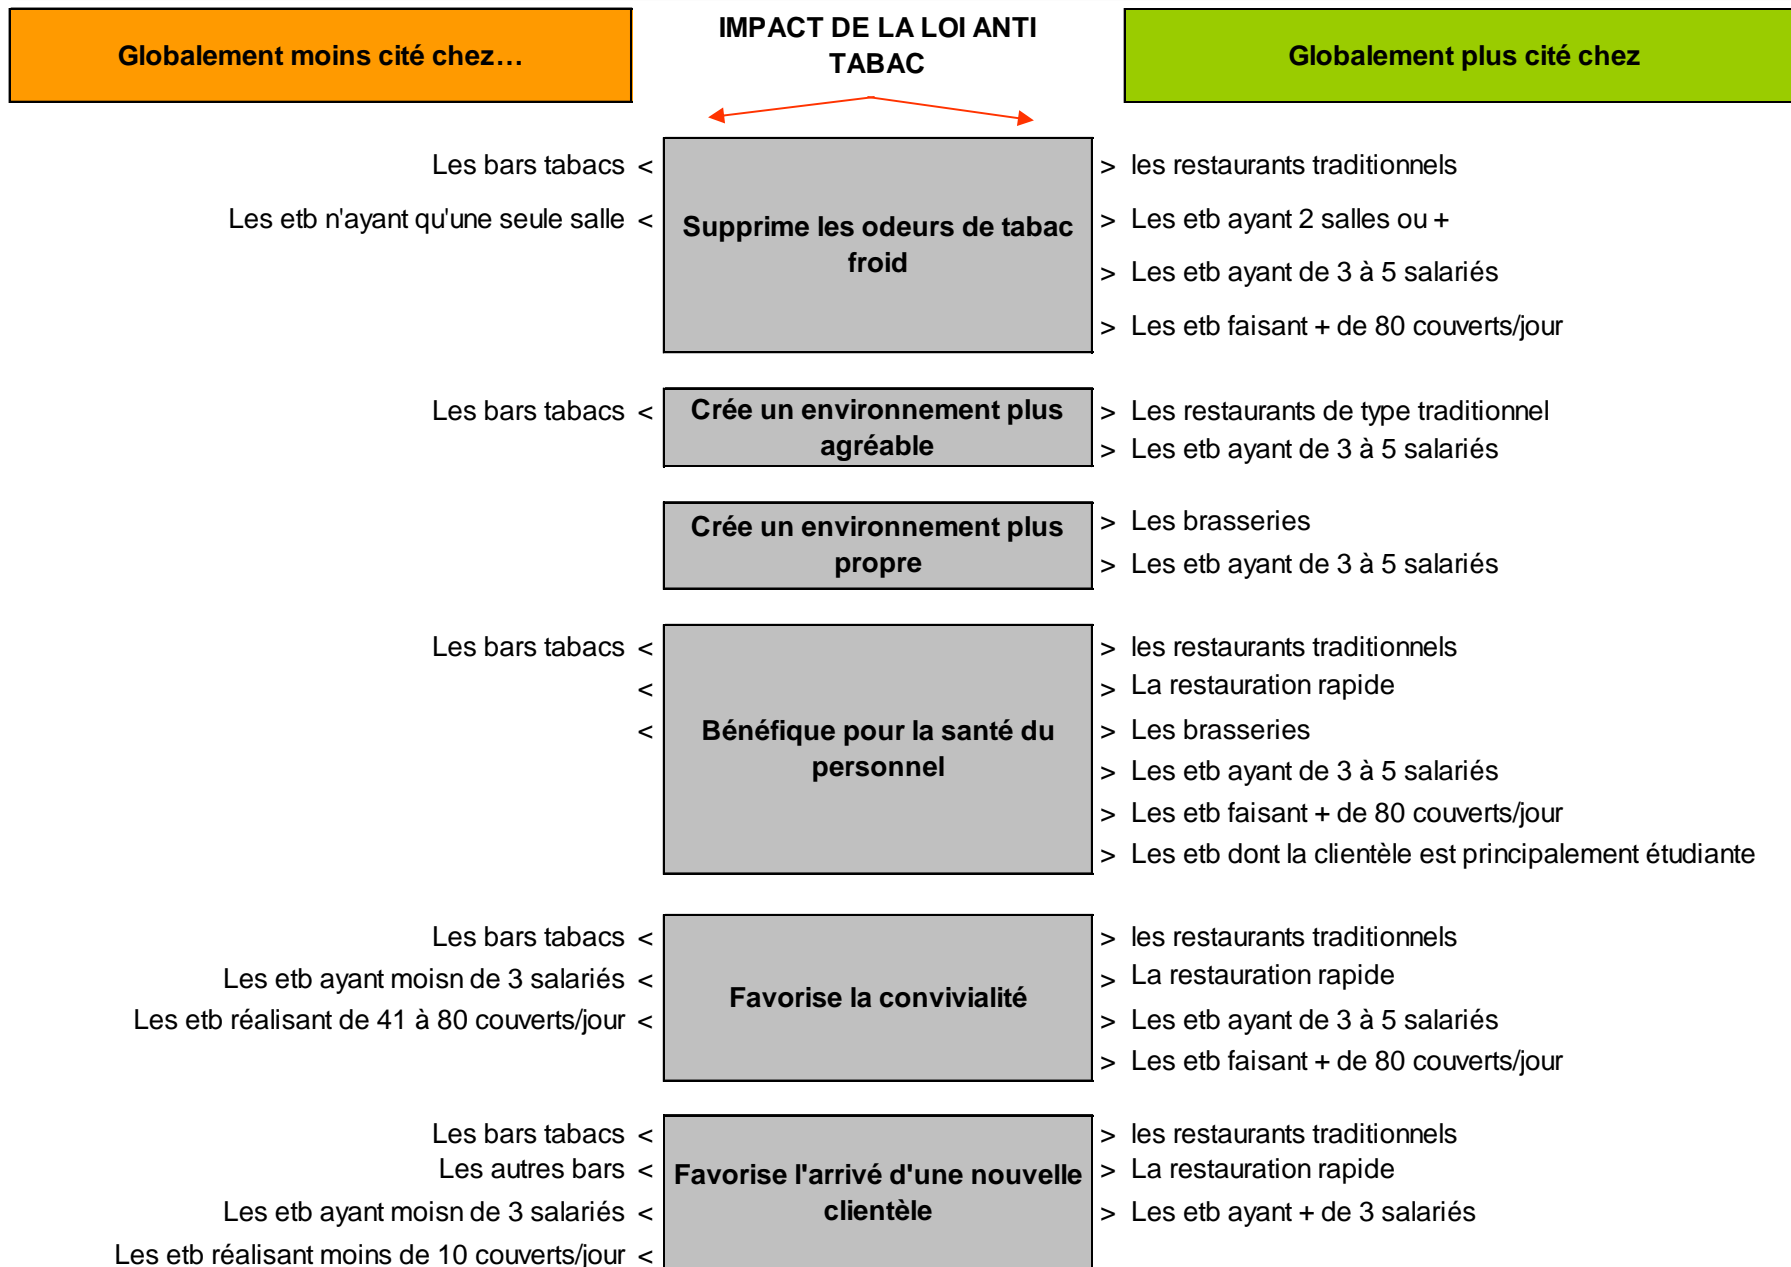 Globalement moins cité chez…
IMPACT DE LA LOI ANTI
TABAC
Globalement plus cité chez
Les bars tabacs <
Les etb n'ayant qu'une seule salle <
Supprime les odeurs de tabac
froid
> les restaurants traditionnels
> Les etb ayant 2 salles ou +
> Les etb ayant de 3 à 5 salariés
> Les etb faisant + de 80 couverts/jour
Les bars tabacs <
Crée un environnement plus
agréable
> Les restaurants de type traditionnel
> Les etb ayant de 3 à 5 salariés
Crée un environnement plus
propre
> Les brasseries
> Les etb ayant de 3 à 5 salariés
Les bars tabacs <
<
<
Bénéfique pour la santé du
personnel
> les restaurants traditionnels
> La restauration rapide
> Les brasseries
> Les etb ayant de 3 à 5 salariés
> Les etb faisant + de 80 couverts/jour
> Les etb dont la clientèle est principalement étudiante
Les bars tabacs <
Les etb ayant moisn de 3 salariés <
Les etb réalisant de 41 à 80 couverts/jour <
Favorise la convivialité
> les restaurants traditionnels
> La restauration rapide
> Les etb ayant de 3 à 5 salariés
> Les etb faisant + de 80 couverts/jour
Les bars tabacs <
Les autres bars <
Les etb ayant moisn de 3 salariés <
Les etb réalisant moins de 10 couverts/jour <
Favorise l'arrivé d'une nouvelle
clientèle
> les restaurants traditionnels
> La restauration rapide
> Les etb ayant + de 3 salariés